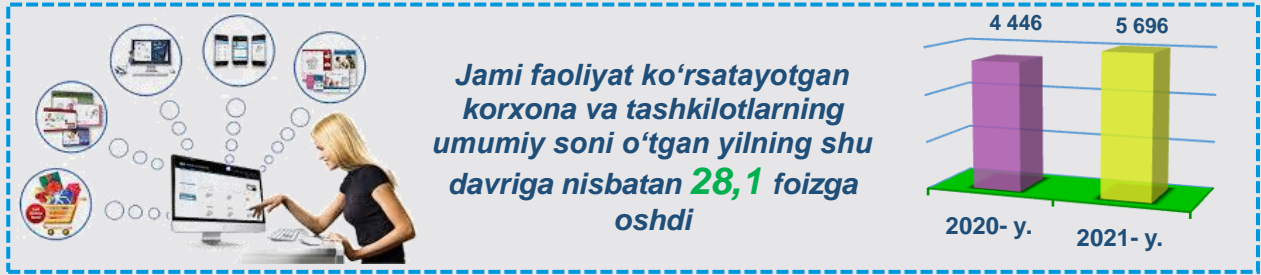 Jami faoliyat ko‘rsatayotgan
korxona va tashkilotlarning
umumiy soni o‘tgan yilning shu
davriga nisbatan 28,1 foizga
oshdi
4 446
5 696
2020- y.
2021- y.